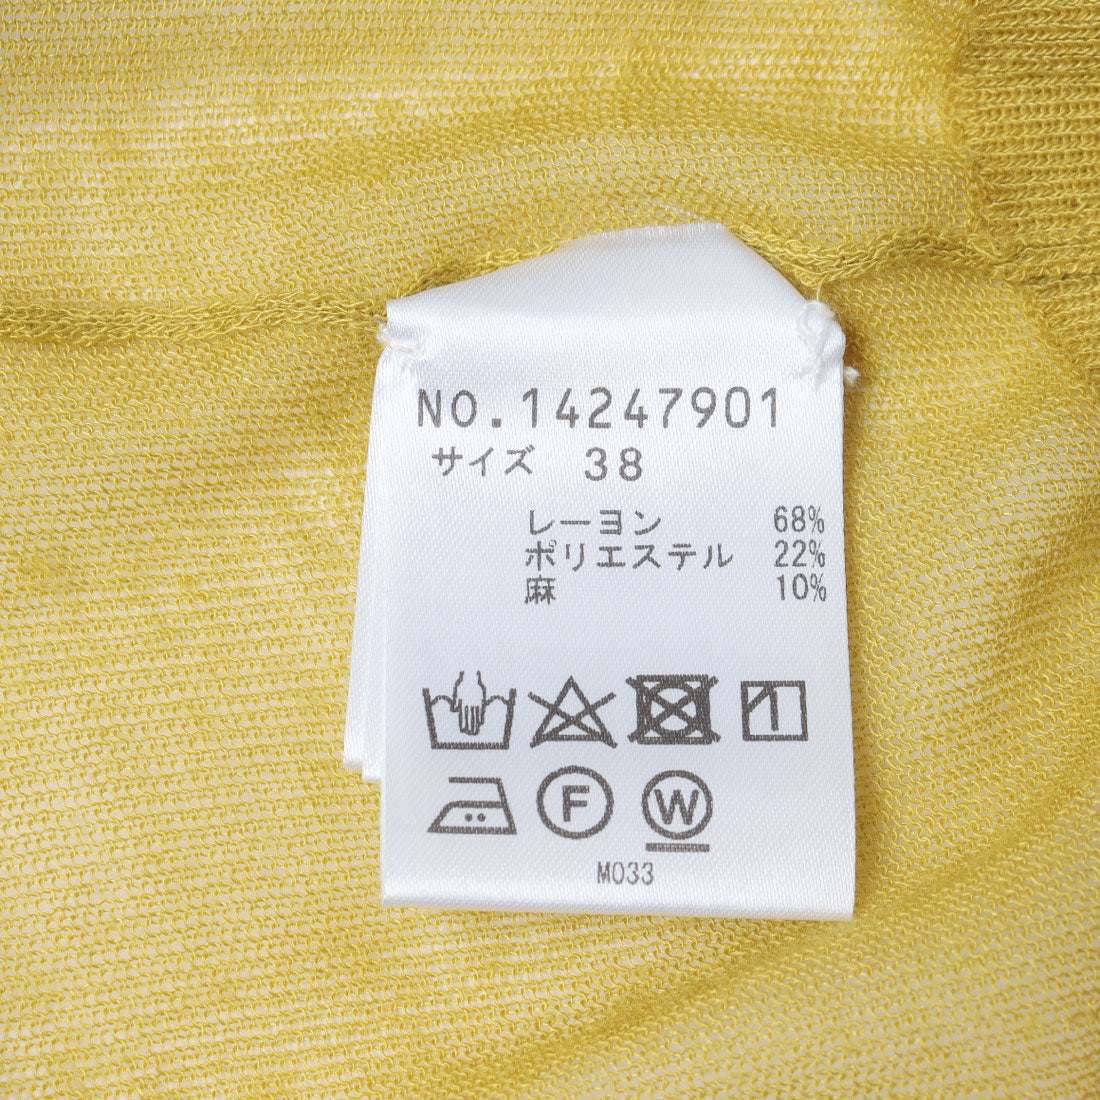 NO.14247901
サイズ 38
レーヨン 68%
ポリエステル 22%
麻 10%
F W
M033